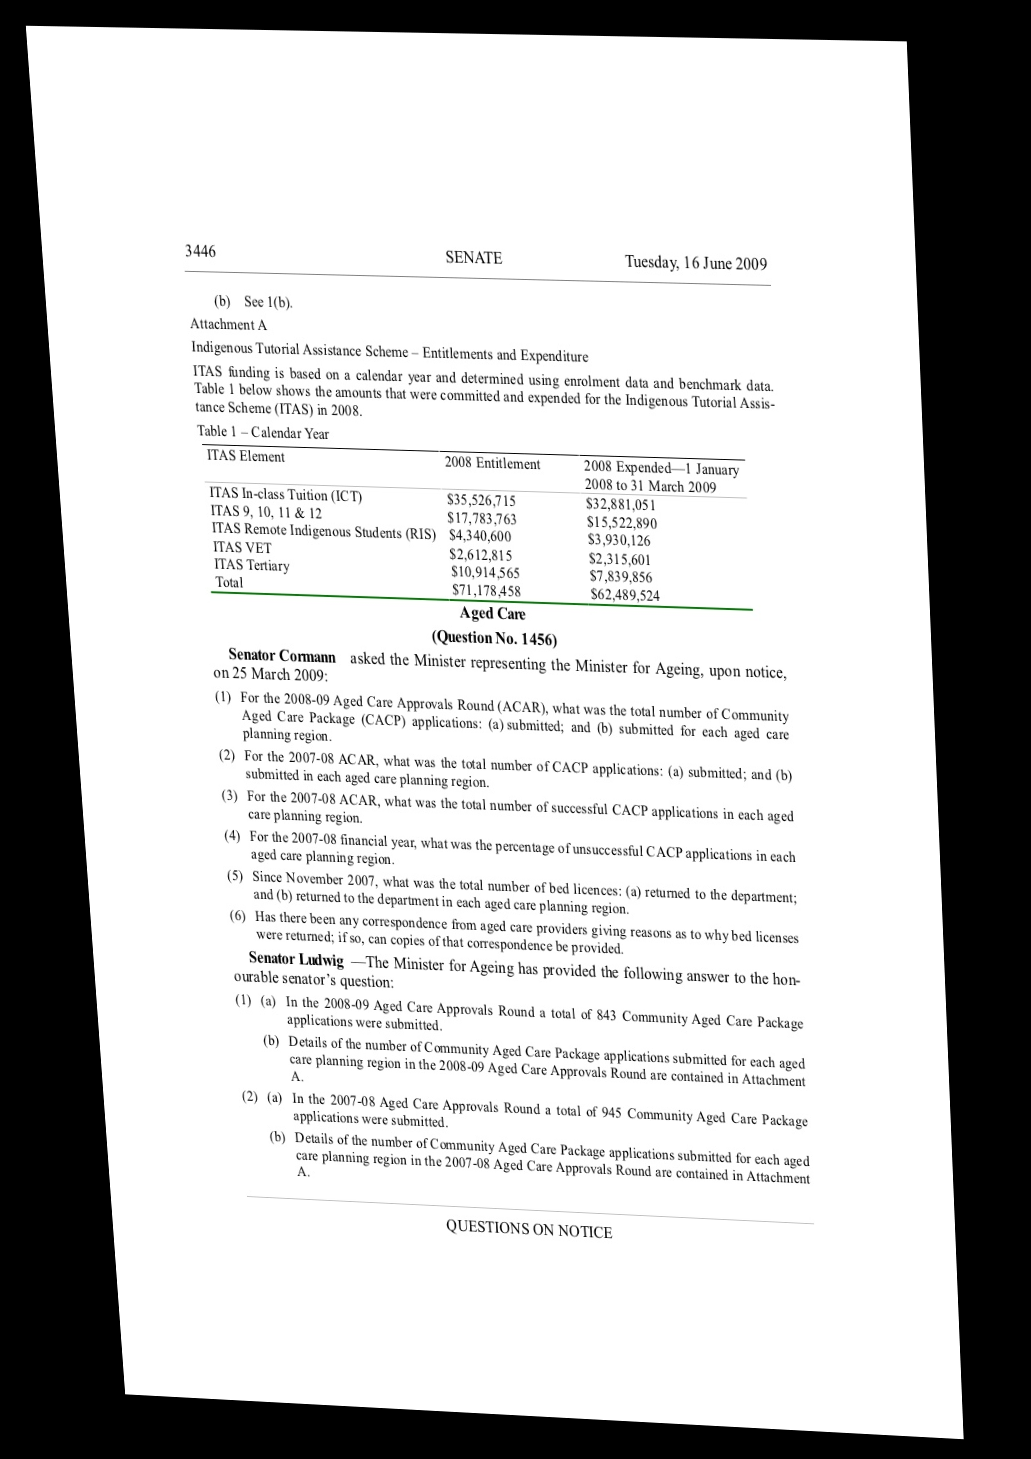 3446 SENATE Tuesday, 16 June 2009
(b) See 1(b).
Attachment A
Indigenous Tutorial Assistance Scheme – Entitlements and Expenditure
ITAS funding is based on a calendar year and determined using enrolment data and benchmark data.
Table 1 below shows the amounts that were committed and expended for the Indigenous Tutorial Assis-
tance Scheme (ITAS) in 2008.
Table 1 – Calendar Year
ITAS Element 2008 Entitlement 2008 Expended—1 January
2008 to 31 March 2009
ITAS In-class Tuition (ICT) $35,526,715 $32,881,051
ITAS 9, 10, 11 & 12 $17,783,763 $15,522,890
ITAS Remote Indigenous Students (RIS) $4,340,600 $3,930,126
ITAS VET $2,612,815 $2,315,601
ITAS Tertiary $10,914,565 $7,839,856
Total $71,178,458 $62,489,524
Aged Care
(Question No. 1456)
Senator Cormann asked the Minister representing the Minister for Ageing, upon notice,
on 25 March 2009:
(1) For the 2008-09 Aged Care Approvals Round (ACAR), what was the total number of Community
Aged Care Package (CACP) applications: (a) submitted; and (b) submitted for each aged care
planning region.
(2) For the 2007-08 ACAR, what was the total number of CACP applications: (a) submitted; and (b)
submitted in each aged care planning region.
(3) For the 2007-08 ACAR, what was the total number of successful CACP applications in each aged
care planning region.
(4) For the 2007-08 financial year, what was the percentage of unsuccessful CACP applications in each
aged care planning region.
(5) Since November 2007, what was the total number of bed licences: (a) returned to the department;
and (b) returned to the department in each aged care planning region.
(6) Has there been any correspondence from aged care providers giving reasons as to why bed licenses
were returned; if so, can copies of that correspondence be provided.
Senator Ludwig —The Minister for Ageing has provided the following answer to the hon-
ourable senator’s question:
(1) (a) In the 2008-09 Aged Care Approvals Round a total of 843 Community Aged Care Package
applications were submitted.
(b) Details of the number of Community Aged Care Package applications submitted for each aged
care planning region in the 2008-09 Aged Care Approvals Round are contained in Attachment
A.
(2) (a) In the 2007-08 Aged Care Approvals Round a total of 945 Community Aged Care Package
applications were submitted.
(b) Details of the number of Community Aged Care Package applications submitted for each aged
care planning region in the 2007-08 Aged Care Approvals Round are contained in Attachment
A.
QUESTIONS ON NOTICE